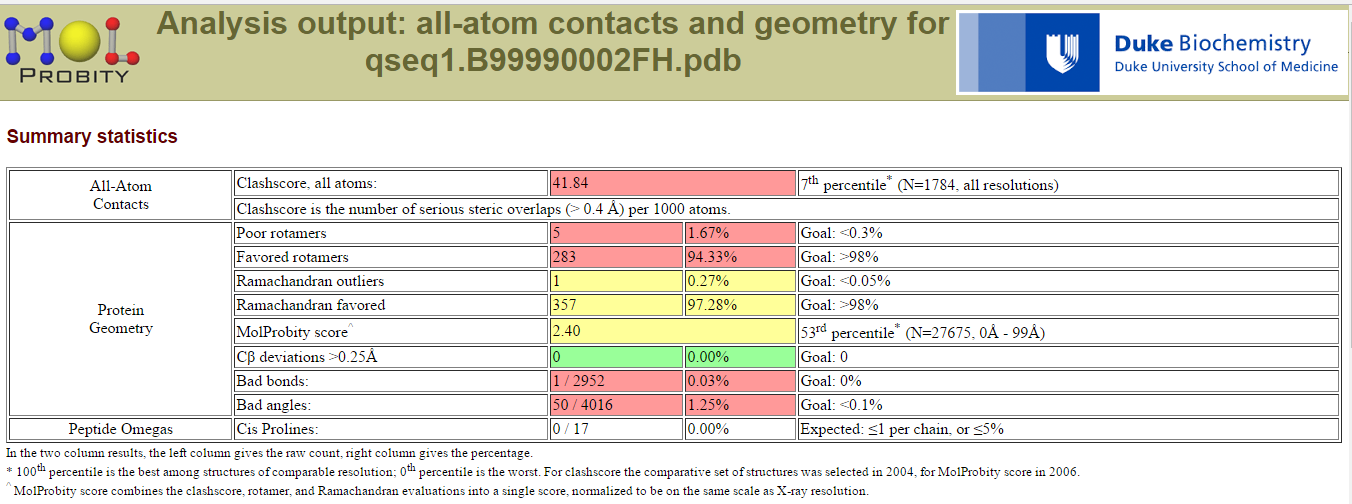 MOL
PROBITY
Analysis output: all-atom contacts and geometry for
qseq1.B99990002FH.pdb
Duke Biochemistry
Duke University School of Medicine
Summary statistics
All-Atom
Contacts
Clashscore, all atoms: 41.84 7th percentile* (N=1784, all resolutions)
Clashscore is the number of serious steric overlaps (> 0.4 Å) per 1000 atoms.
Protein
Geometry
Poor rotamers 5 1.67% Goal: <0.3%
Favored rotamers 283 94.33% Goal: >98%
Ramachandran outliers 1 0.27% Goal: <0.05%
Ramachandran favored 357 97.28% Goal: >98%
MolProbity score^ 2.40 53rd percentile* (N=27675, 0Å - 99Å)
Cβ deviations >0.25Å 0 0.00% Goal: 0
Bad bonds: 1 / 2952 0.03% Goal: 0%
Bad angles: 50 / 4016 1.25% Goal: <0.1%
Peptide Omegas Cis Prolines: 0 / 17 0.00% Expected: ≤1 per chain, or ≤5%
In the two column results, the left column gives the raw count, right column gives the percentage.
* 100th percentile is the best among structures of comparable resolution; 0th percentile is the worst. For clashscore the comparative set of structures was selected in 2004, for MolProbity score in 2006.
^ MolProbity score combines the clashscore, rotamer, and Ramachandran evaluations into a single score, normalized to be on the same scale as X-ray resolution.